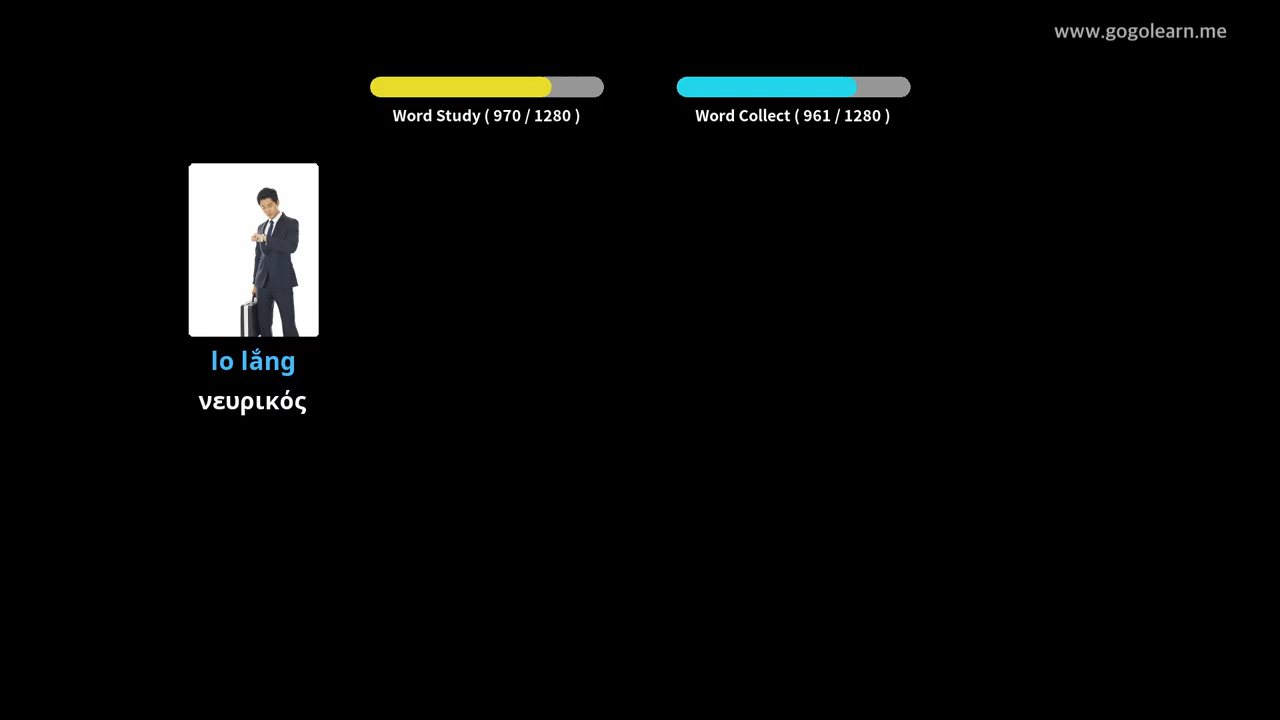 www.gogolearn.me
Word Study ( 970 / 1280 )
Word Collect ( 961 / 1280 )
lo lắng
νευρικός